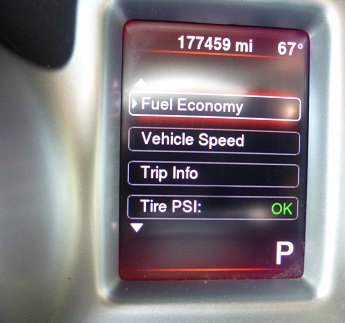 177459 mi 67°
Fuel Economy
Vehicle Speed
Trip Info
Tire PSI: OK
P